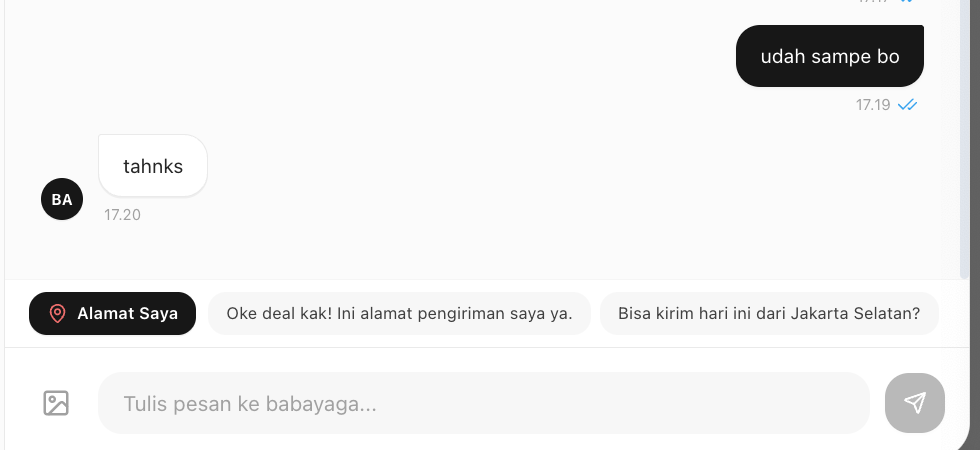 udah sampe bo
17.19
tahnks
BA
17.20
Alamat Saya
Oke deal kak! Ini alamat pengiriman saya ya.
Bisa kirim hari ini dari Jakarta Selatan?
Tulis pesan ke babayaga...